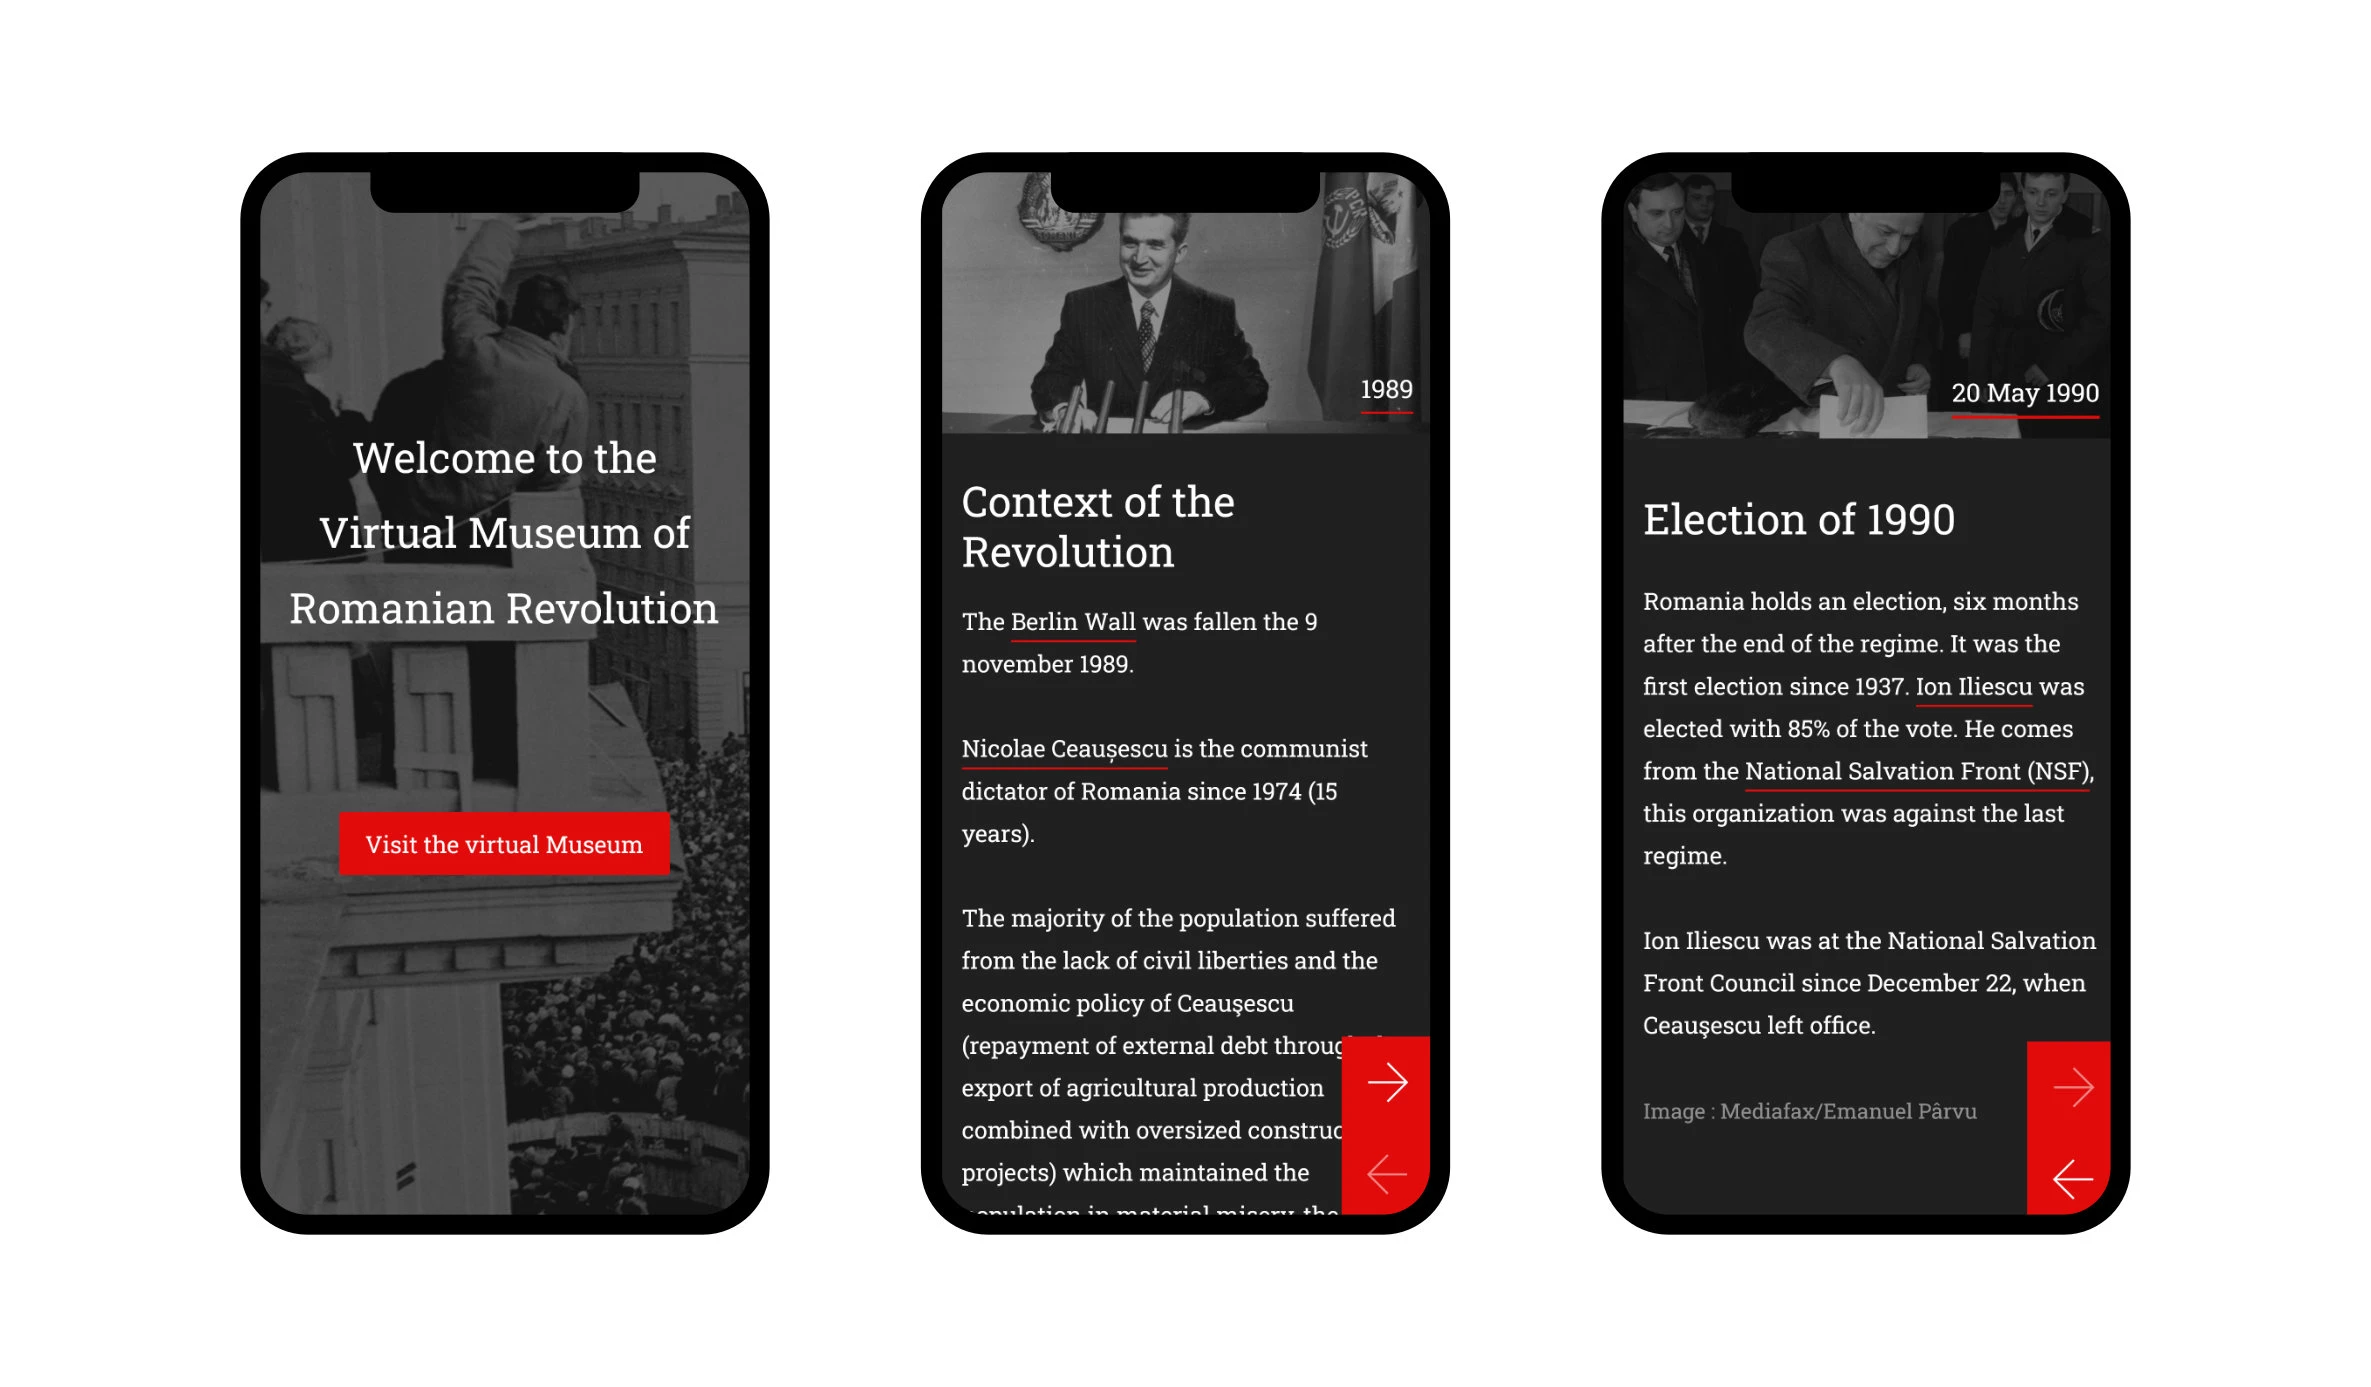 Welcome to the
Virtual Museum of
Romanian Revolution
Visit the virtual Museum
1989
Context of the
Revolution
The Berlin Wall was fallen the 9
november 1989.
Nicolae Ceaușescu is the communist
dictator of Romania since 1974 (15
years).
The majority of the population suffered
from the lack of civil liberties and the
economic policy of Ceaușescu
(repayment of external debt through
export of agricultural production
combined with oversized construc
projects) which maintained the
population in material misery, the
20 May 1990
Election of 1990
Romania holds an election, six months
after the end of the regime. It was the
first election since 1937. Ion Iliescu was
elected with 85% of the vote. He comes
from the National Salvation Front (NSF),
this organization was against the last
regime.
Ion Iliescu was at the National Salvation
Front Council since December 22, when
Ceaușescu left office.
Image : Mediafax/Emanuel Pârvu